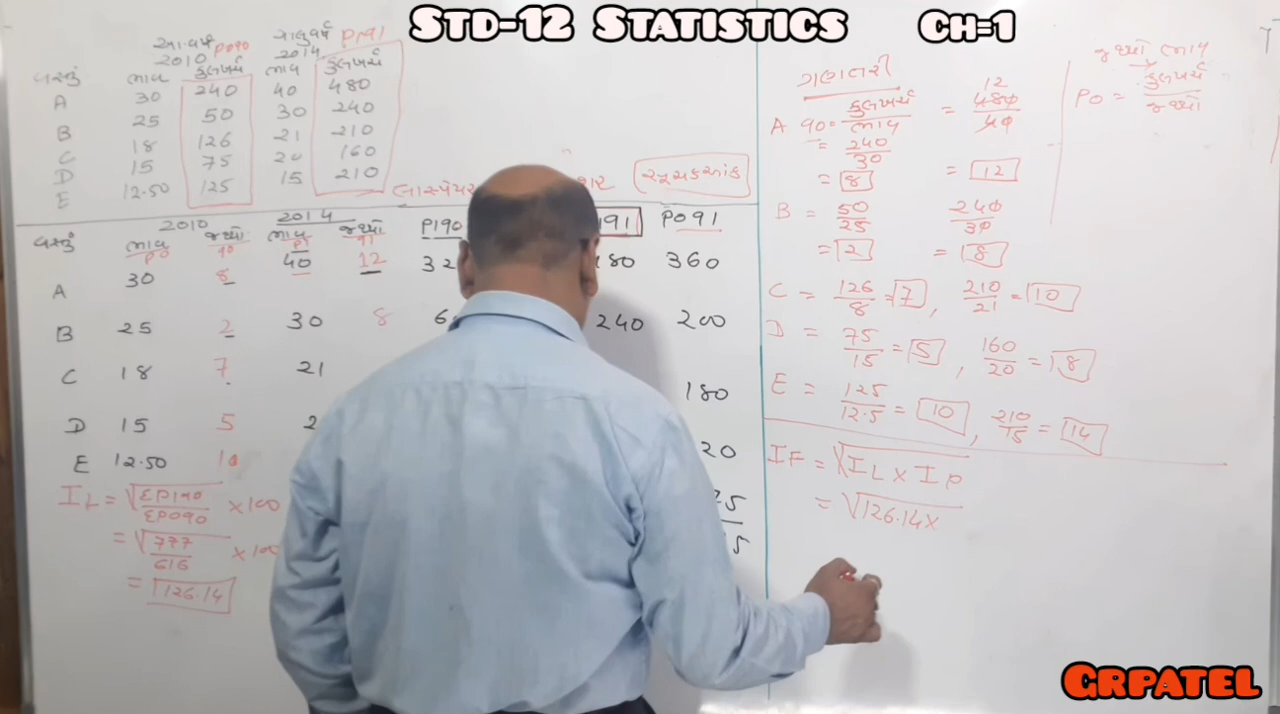 STD-12 STATISTICS CH=1
આ.વર્ષ P0q0 ચાલુવર્ષ P1q1
2010 2014
વસ્તુ ભાવ કુલખર્ચ ભાવ કુલખર્ચ
A 30 240 40 480
B 25 50 30 240
C 18 126 21 210
D 15 75 20 160
E 12.50 125 15 210
લાસ્પેયર
સૂચકઆંક
2010 2014
વસ્તુ ભાવ જથ્થો ભાવ જથ્થો P1q0 P0q1
P0 q0 P1 q1
A 30 8 40 12 360
B 25 2 30 8 240 200
C 18 7 21 180
D 15 5
E 12.50 10
IL = √ΣP1q0/ΣP0q0 × 100
= √777/616
= 126.14
ગણતરી
A q0 = કુલખર્ચ/ભાવ = 480/40 12
= 240/30
= 8 = 12
B = 50/25 240/30
= 2 = 8
C = 126/8 = 7, 210/21 = 10
D = 75/15 = 5, 160/20 = 8
E = 125/12.5 = 10, 210/15 = 14
જથ્થો ભાવ
P0 = કુલખર્ચ/જથ્થો
IF = √IL × IP
= √126.14×
GRPATEL